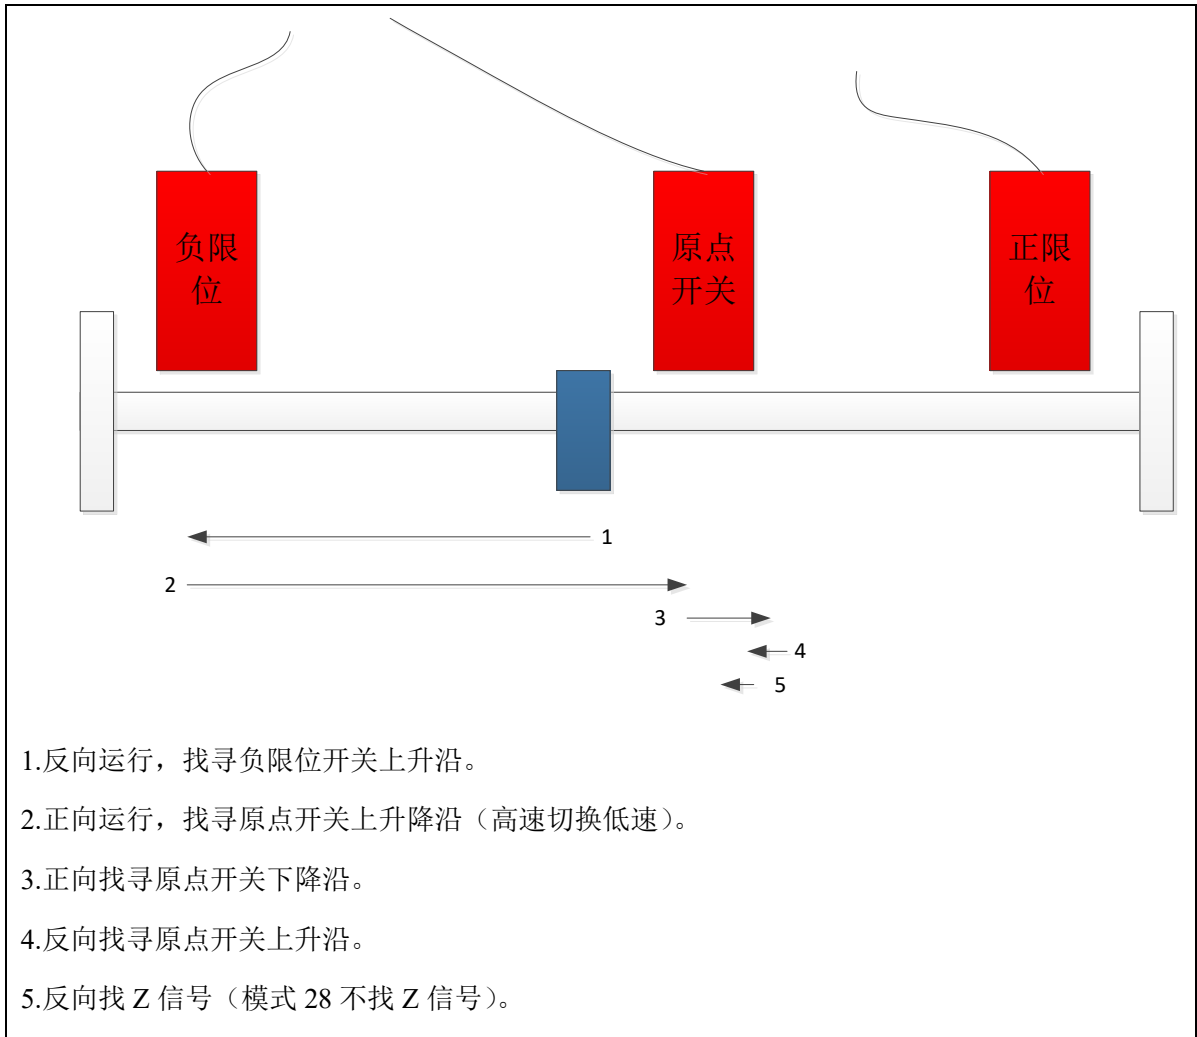 负限
位
原点
开关
正限
位
1
2
3
4
5
1.反向运行，找寻负限位开关上升沿。
2.正向运行，找寻原点开关上升降沿（高速切换低速）。
3.正向找寻原点开关下降沿。
4.反向找寻原点开关上升沿。
5.反向找 Z 信号（模式 28 不找 Z 信号）。